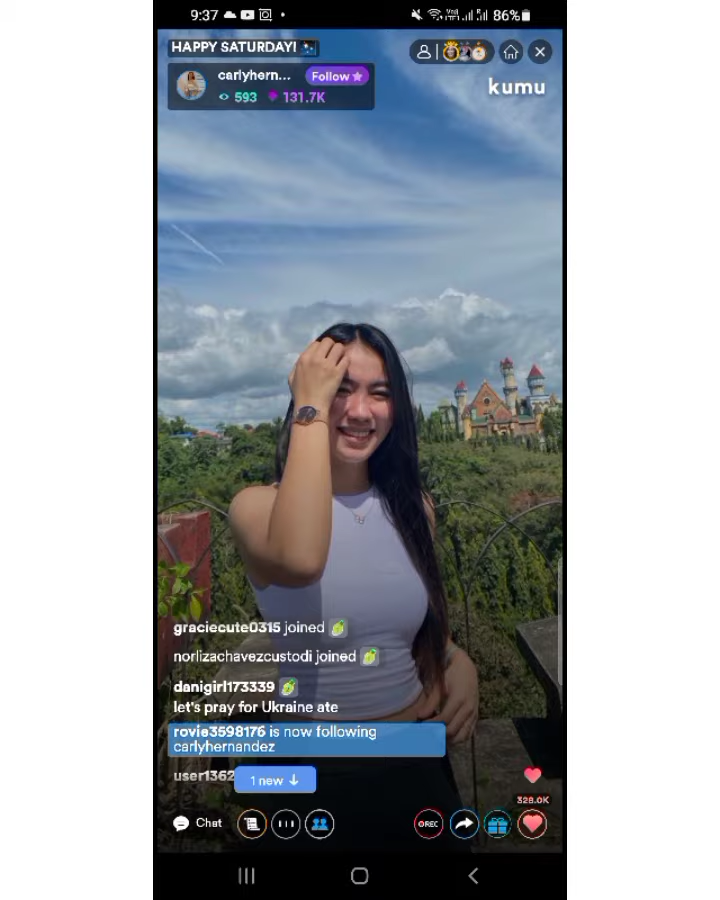 9:37
86%
HAPPY SATURDAY!
carlyhern... Follow
593 131.7K
kumu
graciecute0315 joined
norlizachavezcustodi joined
danigirl173339
let's pray for Ukraine ate
rovie3598176 is now following
carlyhernandez
user1362
1 new
328.0K
Chat
REC